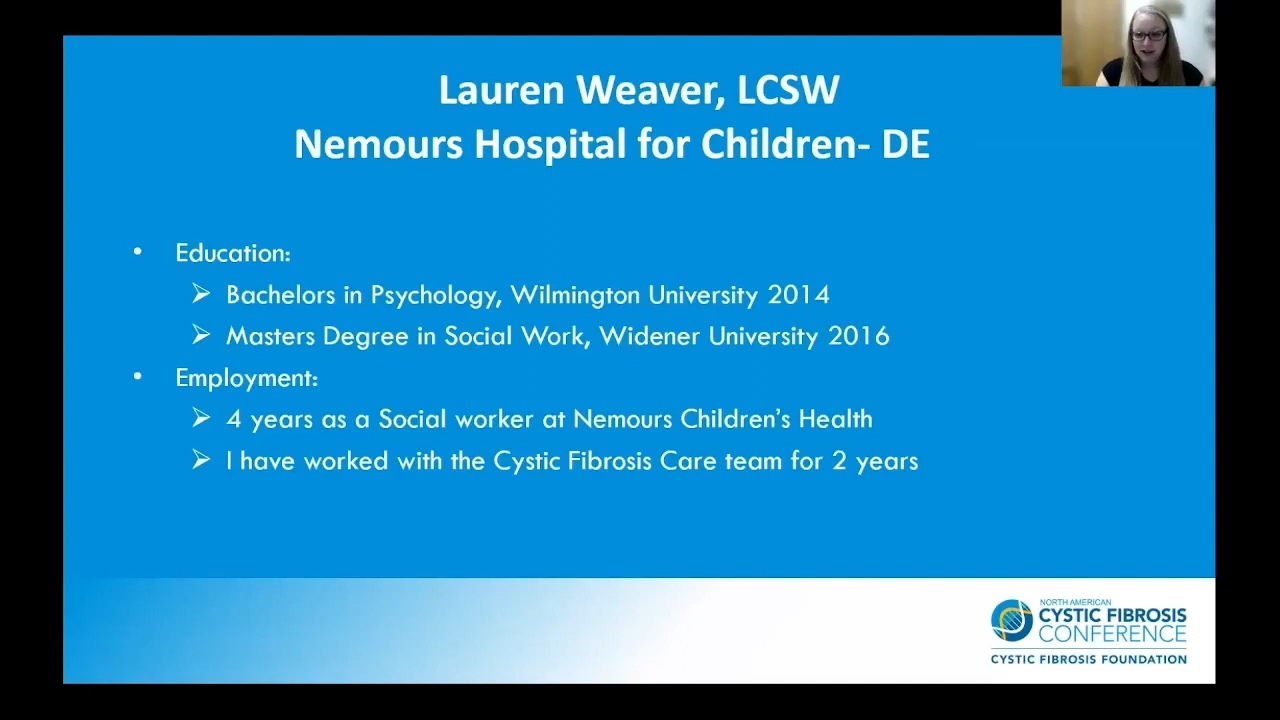 Lauren Weaver, LCSW
Nemours Hospital for Children- DE
• Education:
➢ Bachelors in Psychology, Wilmington University 2014
➢ Masters Degree in Social Work, Widener University 2016
• Employment:
➢ 4 years as a Social worker at Nemours Children's Health
➢ I have worked with the Cystic Fibrosis Care team for 2 years
NORTH AMERICAN
CYSTIC FIBROSIS
CONFERENCE
CYSTIC FIBROSIS FOUNDATION